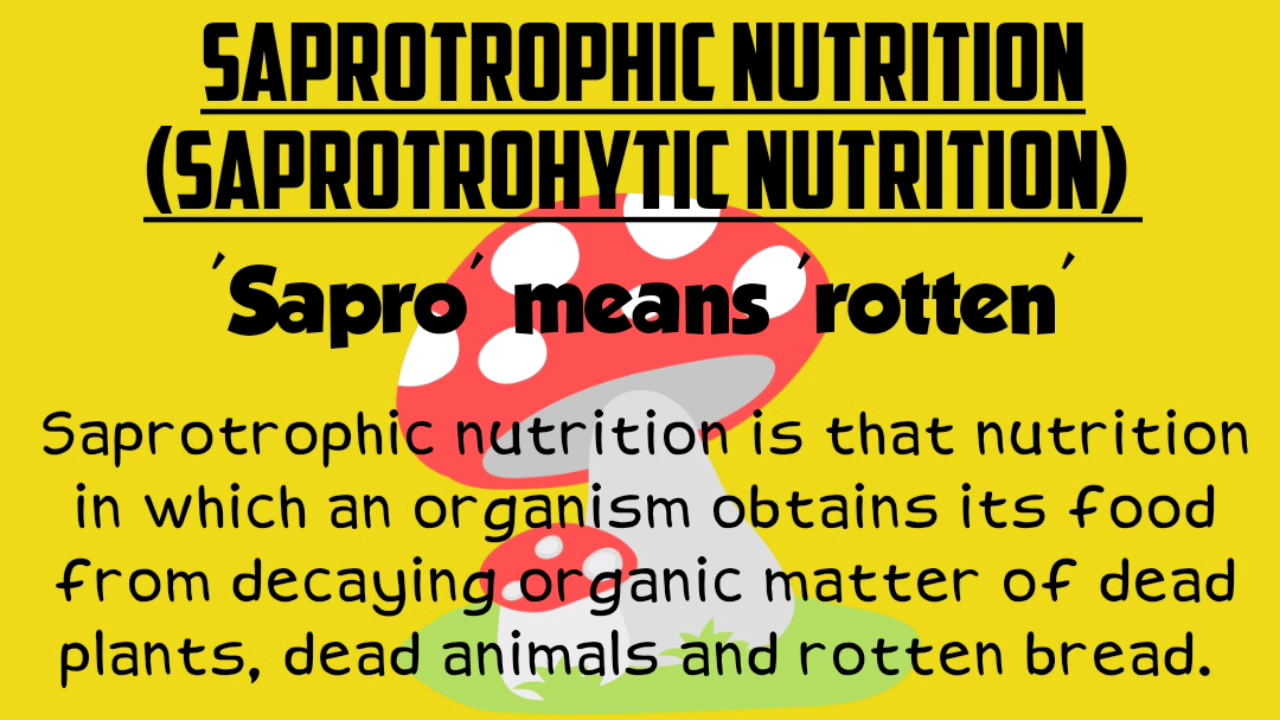 SAPROTROPHIC NUTRITION
(SAPROTROHYTIC NUTRITION)
'Sapro' means 'rotten'
Saprotrophic nutrition is that nutrition
in which an organism obtains its food
from decaying organic matter of dead
plants, dead animals and rotten bread.